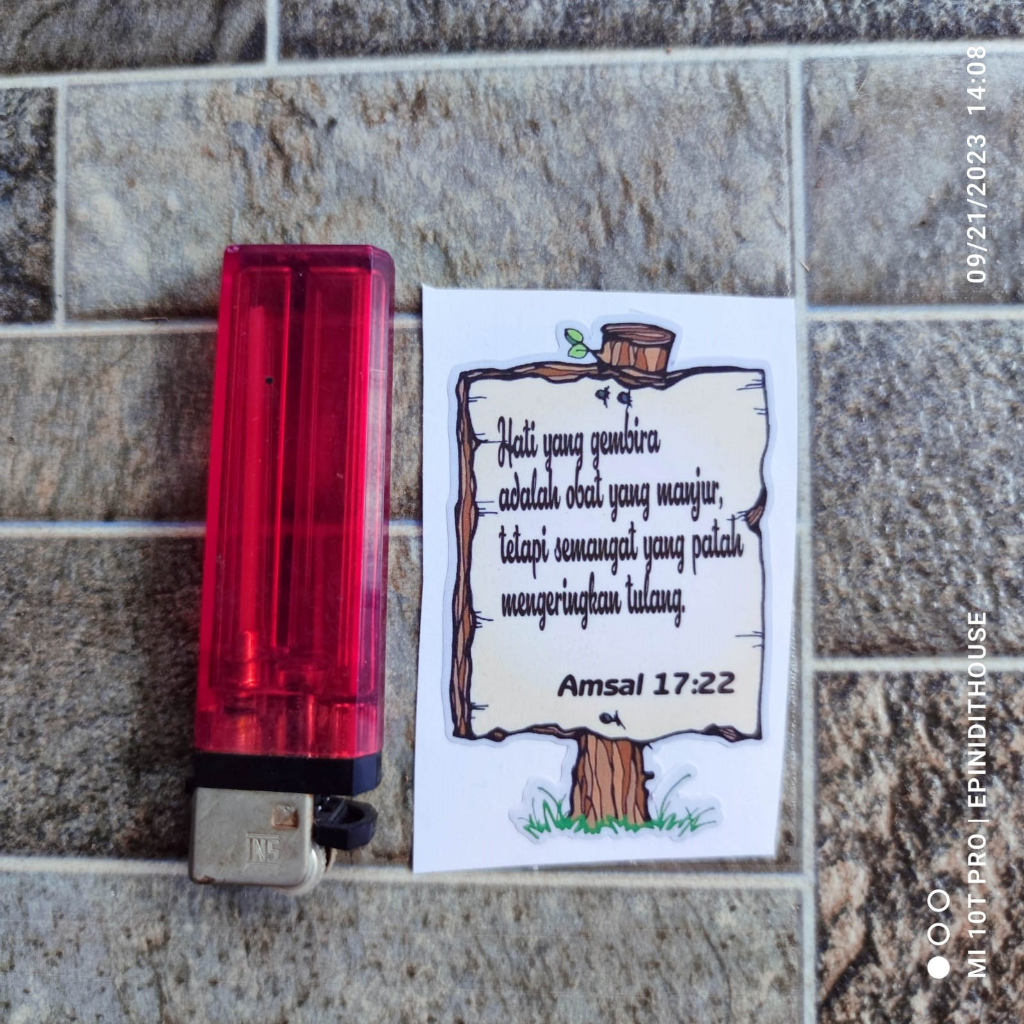 Hati yang gembira
adalah obat yang manjur,
tetapi semangat yang patah
mengeringkan tulang.
Amsal 17:22
09/21/2023 14:08
MI 10T PRO | EPINIDITHOUSE